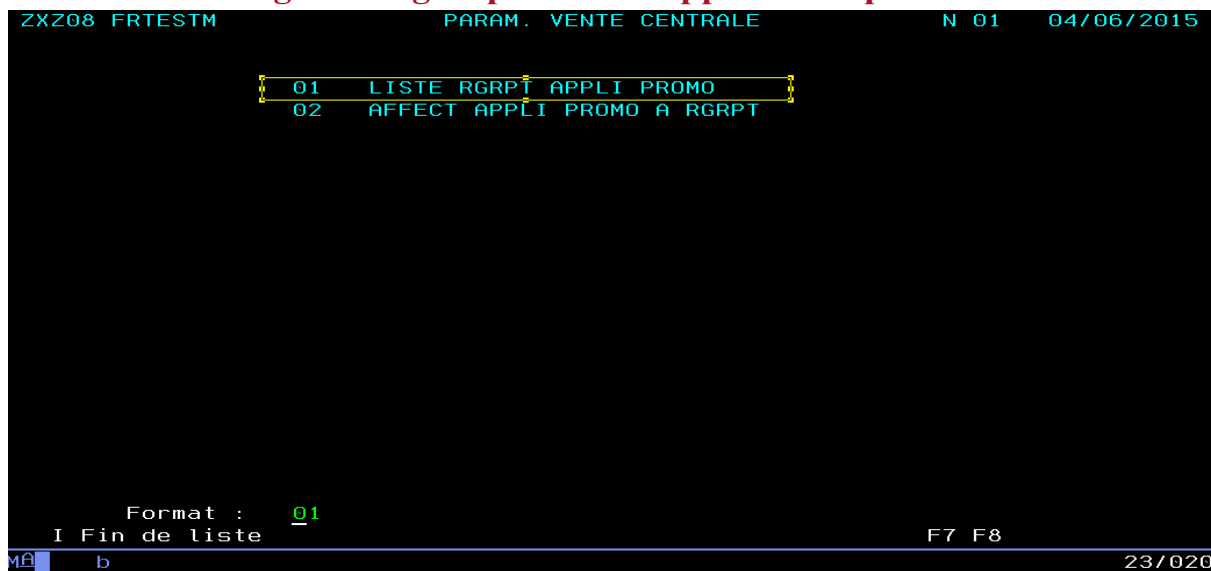 ZXZ08 FRTESTM PARAM. VENTE CENTRALE N 01 04/06/2015
01 LISTE RGRPT APPLI PROMO
02 AFFECT APPLI PROMO A RGRPT
Format : 01
I Fin de liste F7 F8
MA b 23/020